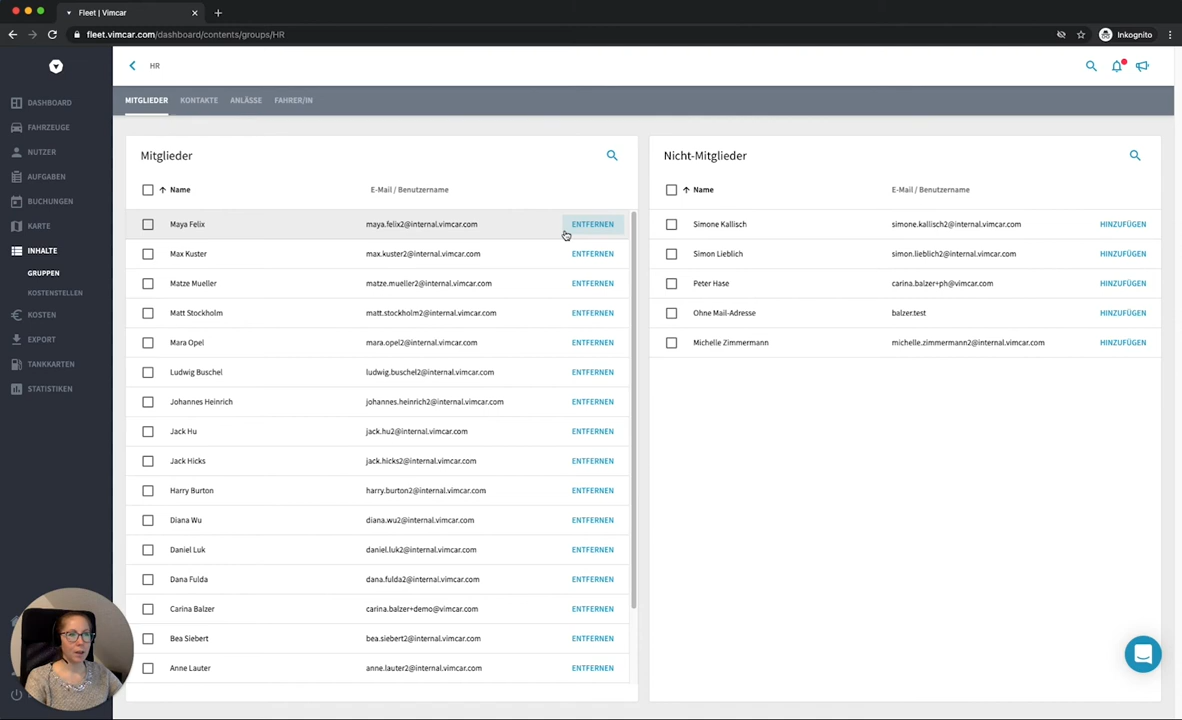 Fleet | Vimcar
fleet.vimcar.com/dashboard/contents/groups/HR
Inkognito
HR
DASHBOARD
FAHRZEUGE
NUTZER
AUFGABEN
BUCHUNGEN
KARTE
INHALTE
GRUPPEN
KOSTENSTELLEN
KOSTEN
EXPORT
TANKKARTEN
STATISTIKEN
MITGLIEDER KONTAKTE ANLÄSSE FAHRER/IN
Mitglieder
Name E-Mail / Benutzername
Maya Felix maya.felix2@internal.vimcar.com ENTFERNEN
Max Kuster max.kuster2@internal.vimcar.com ENTFERNEN
Matze Mueller matze.mueller2@internal.vimcar.com ENTFERNEN
Matt Stockholm matt.stockholm2@internal.vimcar.com ENTFERNEN
Mara Opel mara.opel2@internal.vimcar.com ENTFERNEN
Ludwig Buschel ludwig.buschel2@internal.vimcar.com ENTFERNEN
Johannes Heinrich johannes.heinrich2@internal.vimcar.com ENTFERNEN
Jack Hu jack.hu2@internal.vimcar.com ENTFERNEN
Jack Hicks jack.hicks2@internal.vimcar.com ENTFERNEN
Harry Burton harry.burton2@internal.vimcar.com ENTFERNEN
Diana Wu diana.wu2@internal.vimcar.com ENTFERNEN
Daniel Luk daniel.luk2@internal.vimcar.com ENTFERNEN
Dana Fulda dana.fulda2@internal.vimcar.com ENTFERNEN
Carina Balzer carina.balzer+demo@vimcar.com ENTFERNEN
Bea Siebert bea.siebert2@internal.vimcar.com ENTFERNEN
Anne Lauter anne.lauter2@internal.vimcar.com ENTFERNEN
Nicht-Mitglieder
Name E-Mail / Benutzername
Simone Kallisch simone.kallisch2@internal.vimcar.com HINZUFÜGEN
Simon Lieblich simon.lieblich2@internal.vimcar.com HINZUFÜGEN
Peter Hase carina.balzer+ph@vimcar.com HINZUFÜGEN
Ohne Mail-Adresse balzer.test HINZUFÜGEN
Michelle Zimmermann michelle.zimmermann2@internal.vimcar.com HINZUFÜGEN